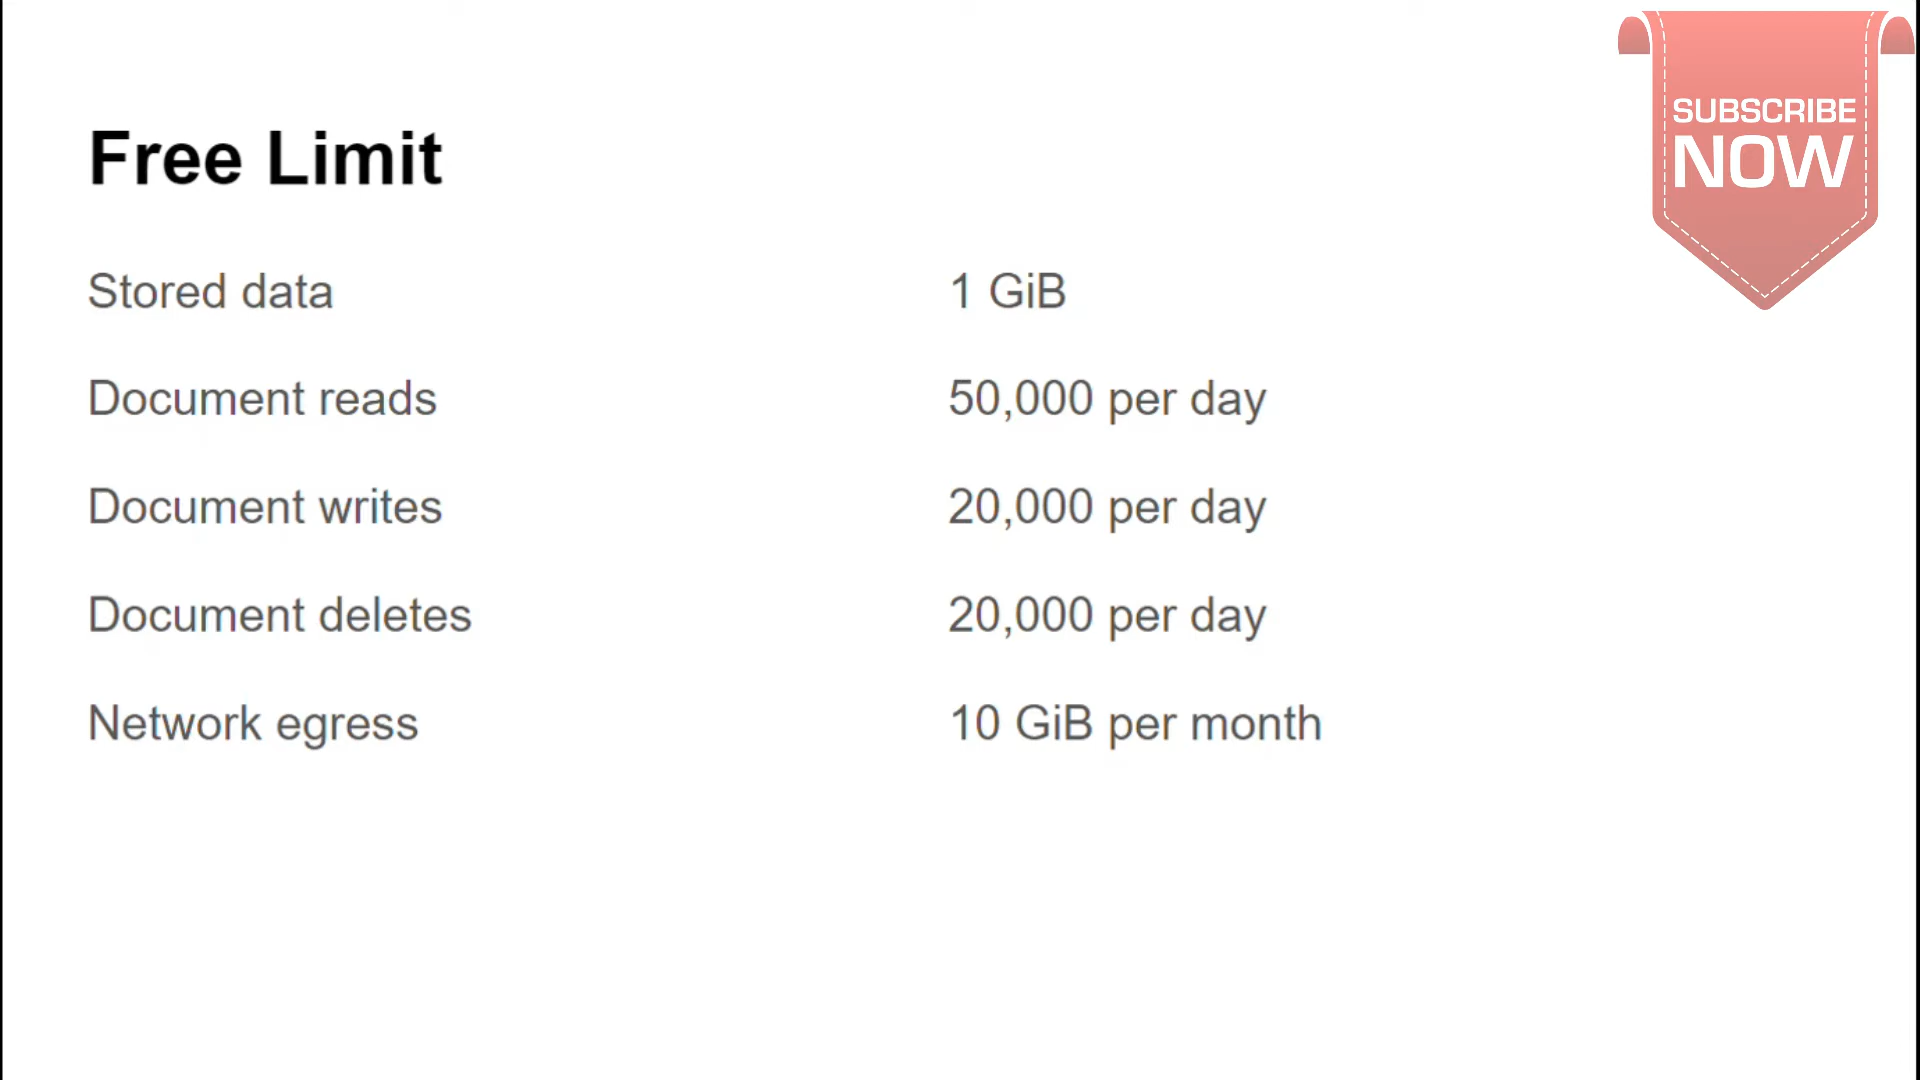 SUBSCRIBE
NOW
Free Limit
Stored data 1 GiB
Document reads 50,000 per day
Document writes 20,000 per day
Document deletes 20,000 per day
Network egress 10 GiB per month